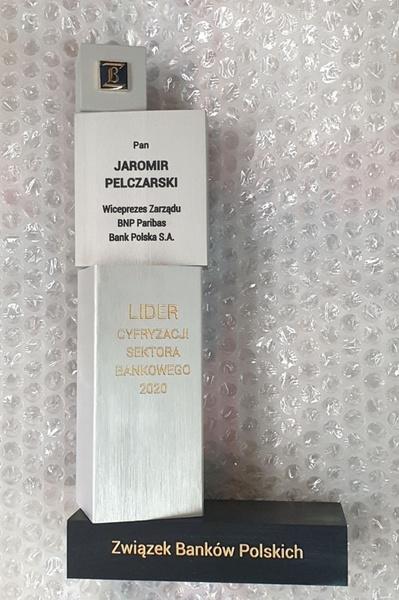 Pan
JAROMIR
PELCZARSKI
Wiceprezes Zarządu
BNP Paribas
Bank Polska S.A.
LIDER
CYFRYZACJI
SEKTORA
BANKOWEGO
2020
Związek Banków Polskich